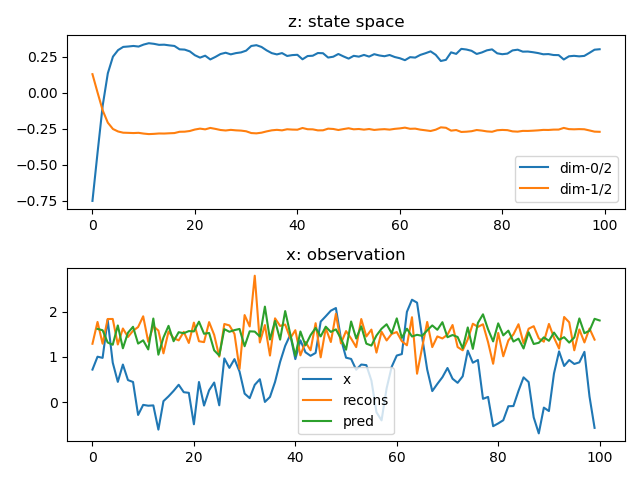 z: state space
0.25
0.00
−0.25
−0.50
−0.75
dim-0/2
dim-1/2
0 20 40 60 80 100
x: observation
2
1
0
x
recons
pred
0 20 40 60 80 100